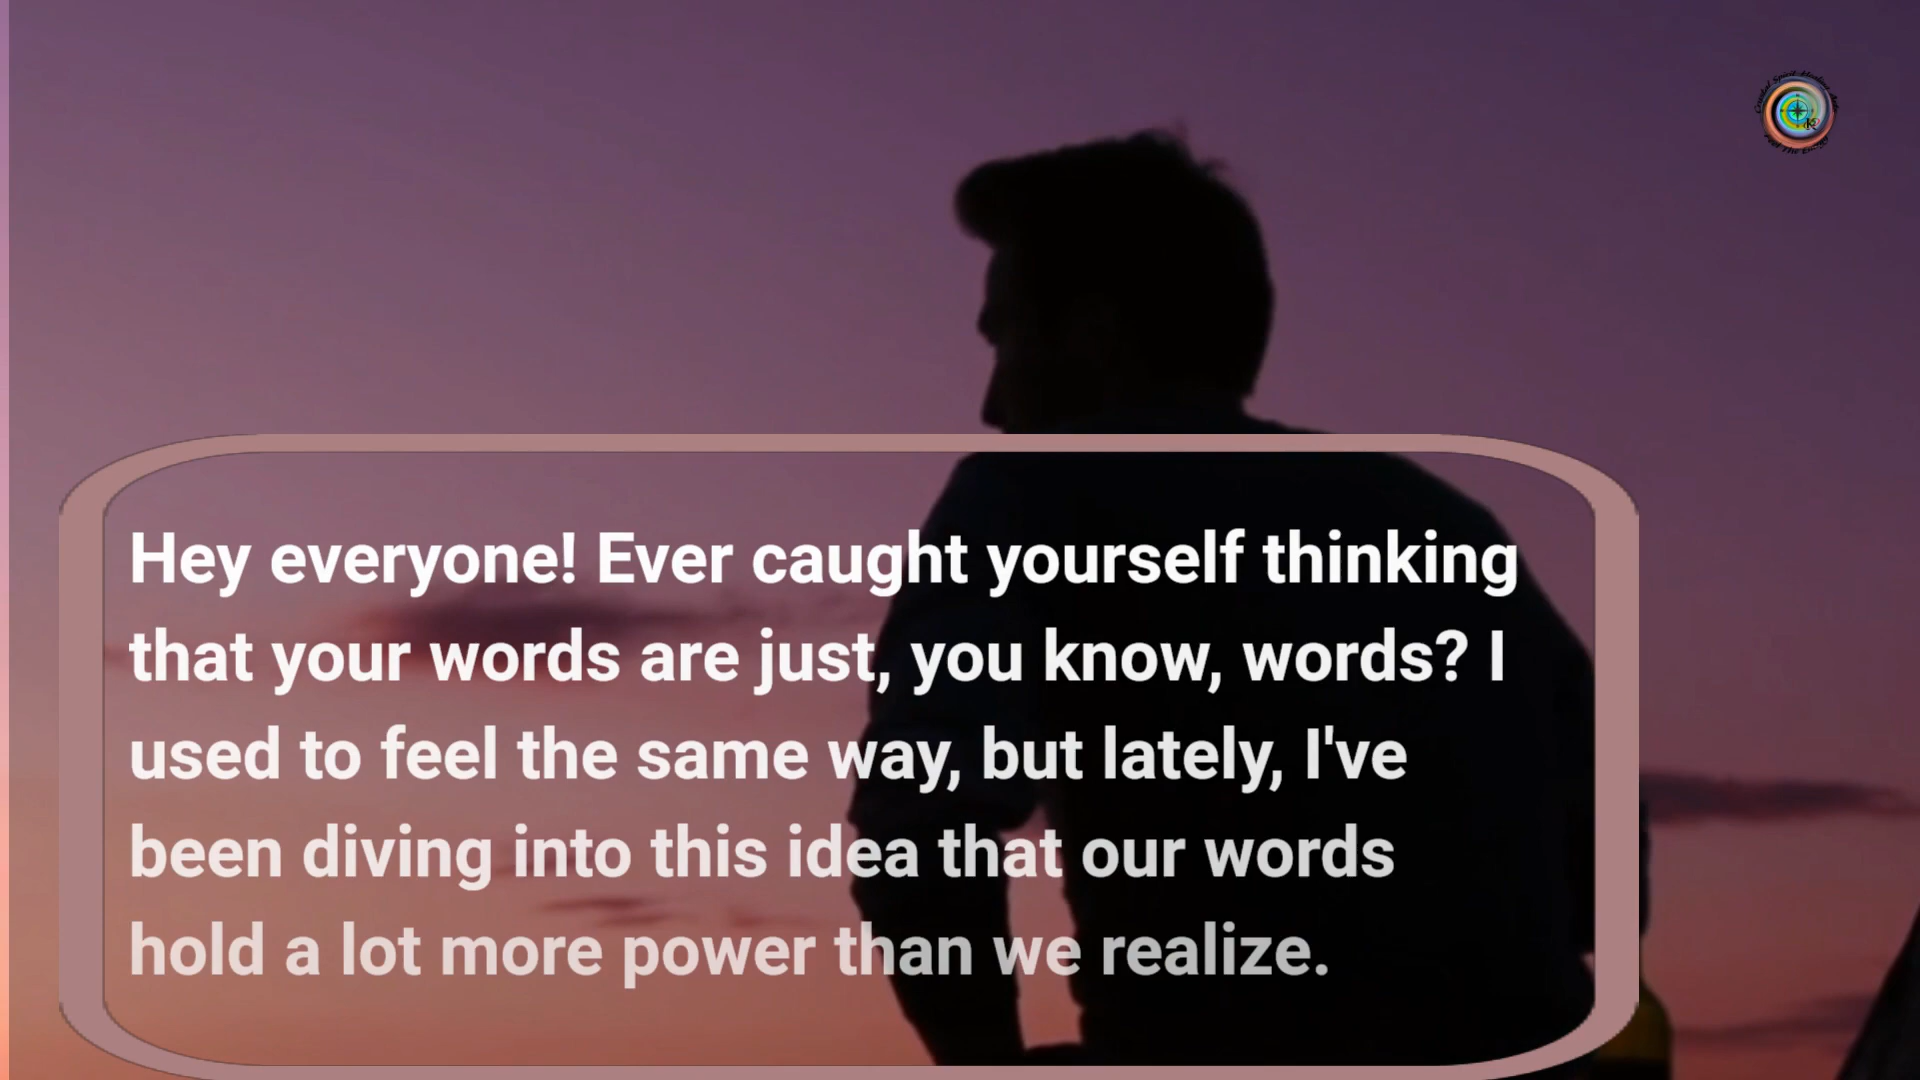 Hey everyone! Ever caught yourself thinking
that your words are just, you know, words? I
used to feel the same way, but lately, I've
been diving into this idea that our words
hold a lot more power than we realize.